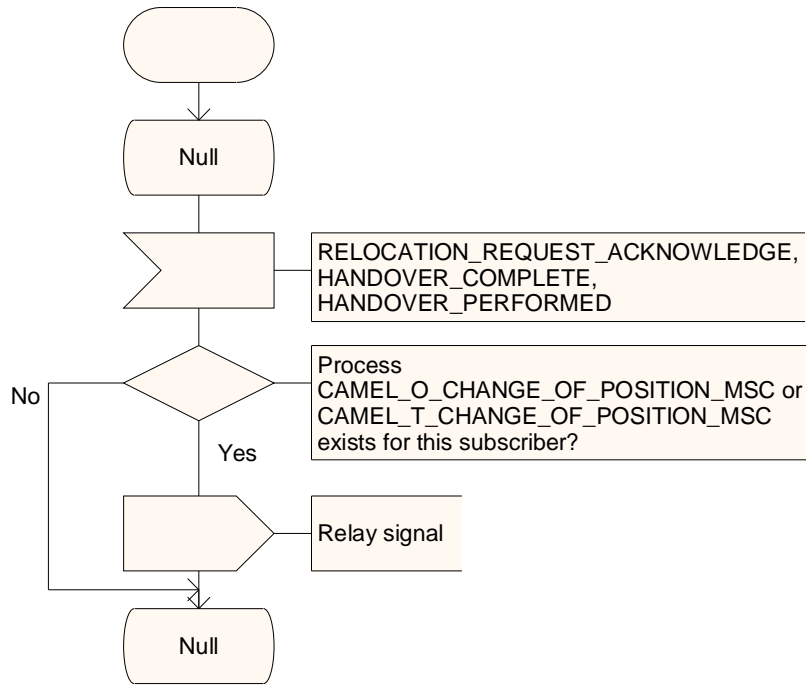 Null
RELOCATION_REQUEST_ACKNOWLEDGE,
HANDOVER_COMPLETE,
HANDOVER_PERFORMED
Process
CAMEL_O_CHANGE_OF_POSITION_MSC or
CAMEL_T_CHANGE_OF_POSITION_MSC
exists for this subscriber?
No
Yes
Relay signal
Null